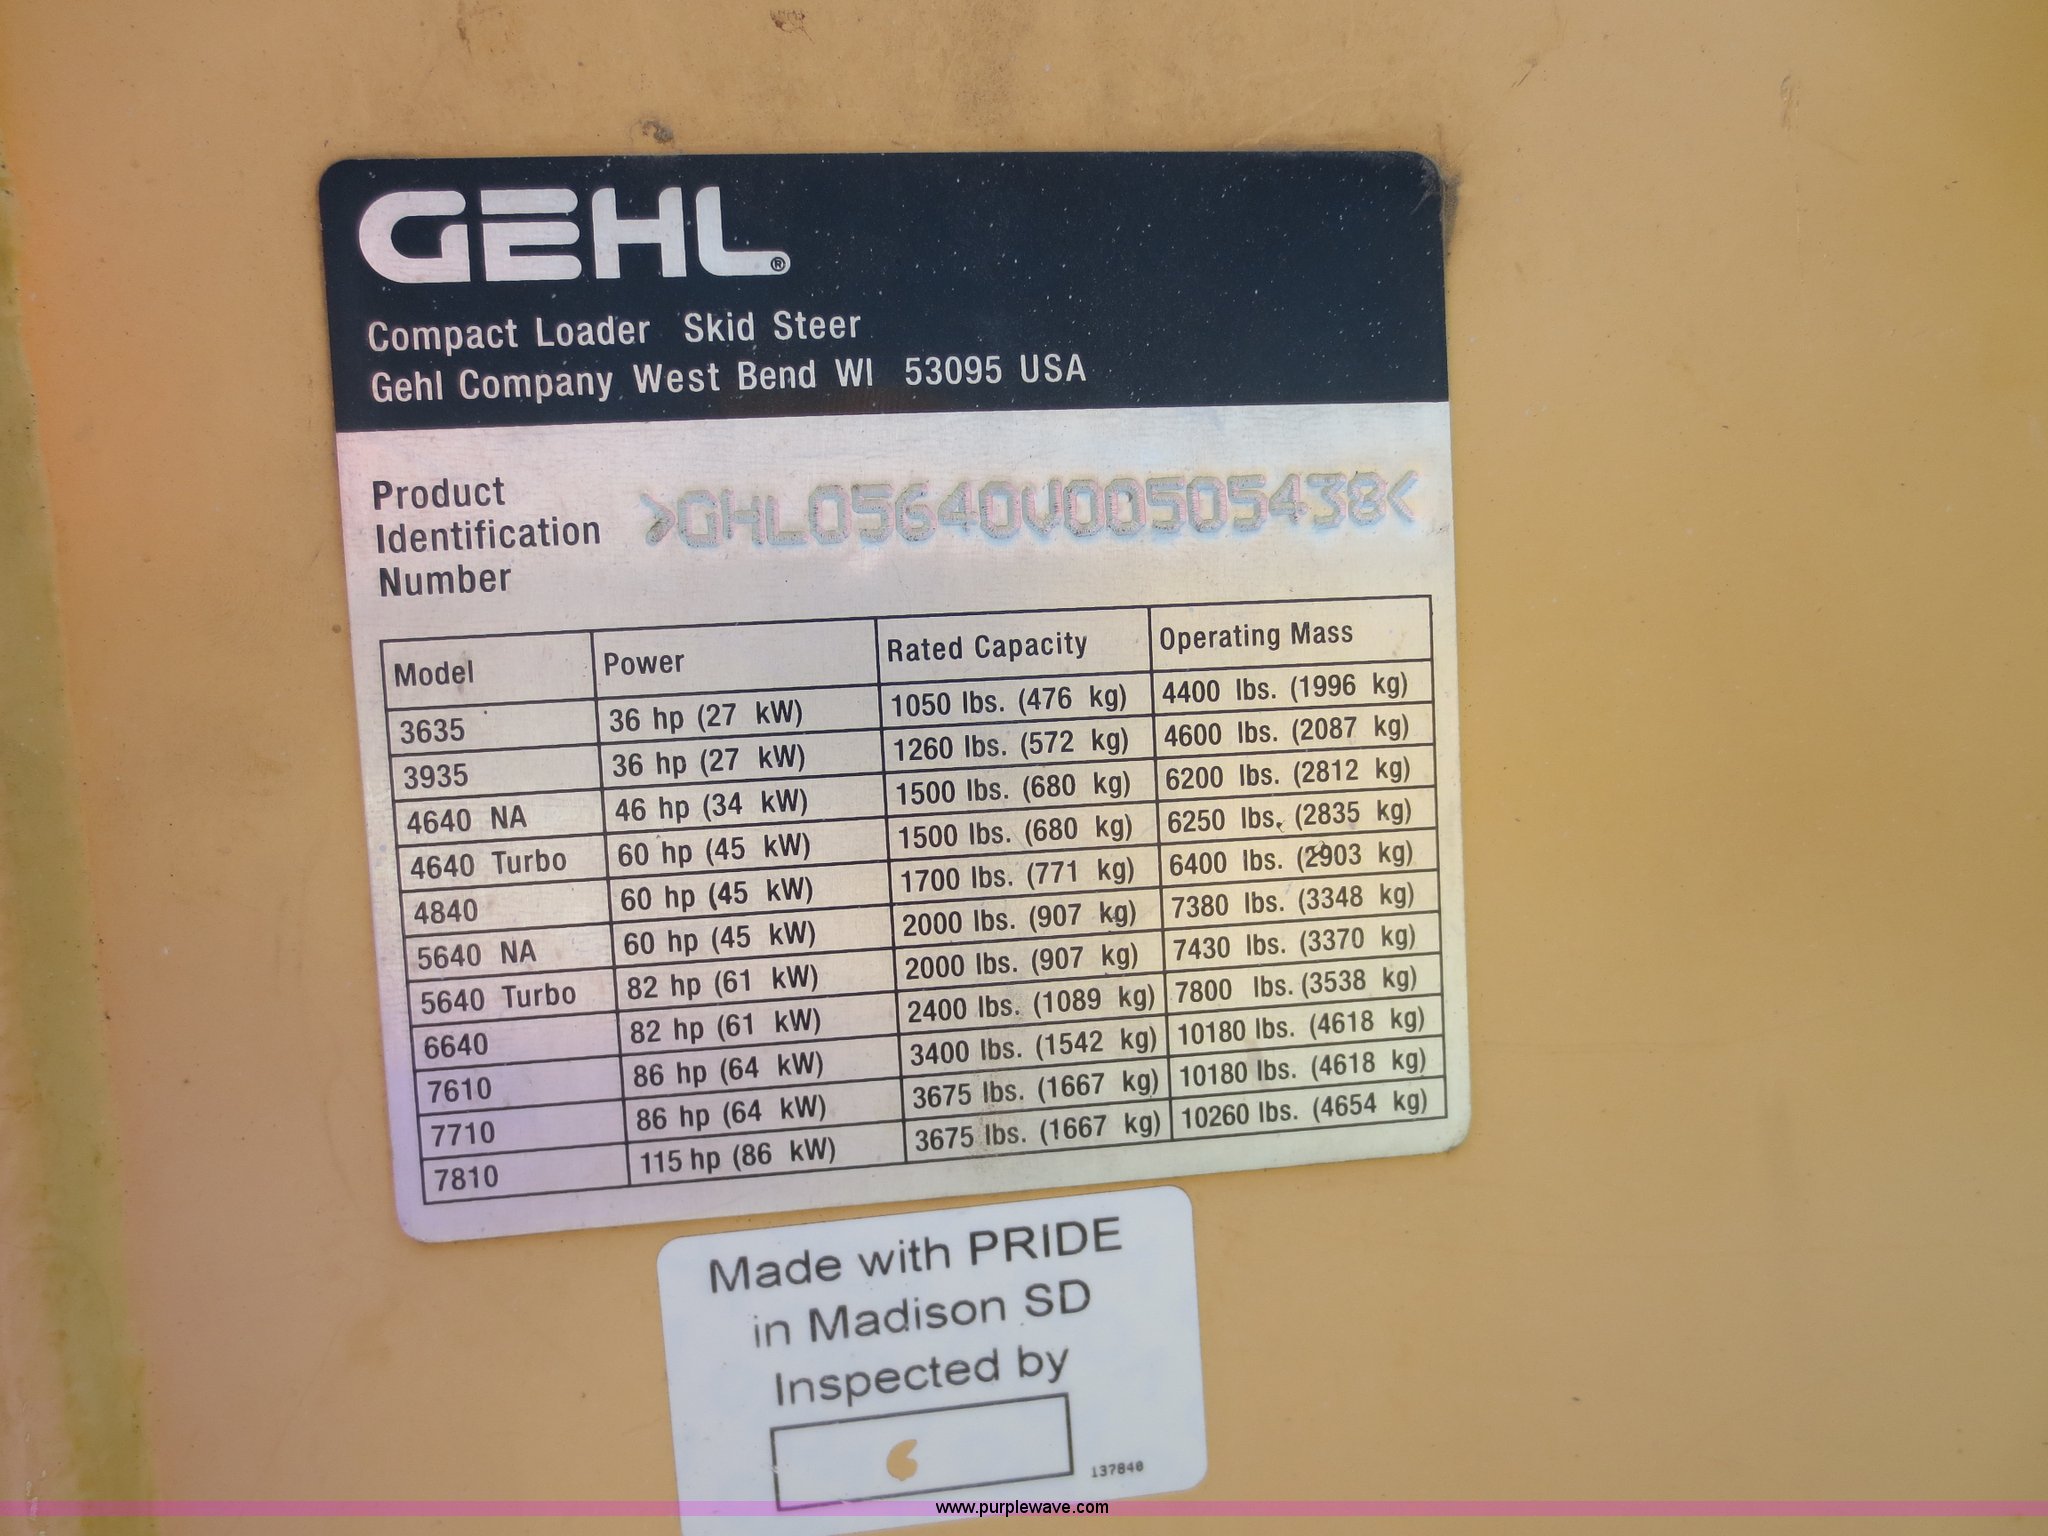 GEHL®
Compact Loader Skid Steer
Gehl Company West Bend WI 53095 USA
Product
Identification
Number
>GHL05640V00505438<
Model Power Rated Capacity Operating Mass
3635 36 hp (27 kW) 1050 lbs. (476 kg) 4400 lbs. (1996 kg)
3935 36 hp (27 kW) 1260 lbs. (572 kg) 4600 lbs. (2087 kg)
4640 NA 46 hp (34 kW) 1500 lbs. (680 kg) 6200 lbs. (2812 kg)
4640 Turbo 60 hp (45 kW) 1500 lbs. (680 kg) 6250 lbs. (2835 kg)
4840 60 hp (45 kW) 1700 lbs. (771 kg) 6400 lbs. (2903 kg)
5640 NA 60 hp (45 kW) 2000 lbs. (907 kg) 7380 lbs. (3348 kg)
5640 Turbo 82 hp (61 kW) 2000 lbs. (907 kg) 7430 lbs. (3370 kg)
6640 82 hp (61 kW) 2400 lbs. (1089 kg) 7800 lbs. (3538 kg)
7610 86 hp (64 kW) 3400 lbs. (1542 kg) 10180 lbs. (4618 kg)
7710 86 hp (64 kW) 3675 lbs. (1667 kg) 10180 lbs. (4618 kg)
7810 115 hp (86 kW) 3675 lbs. (1667 kg) 10260 lbs. (4654 kg)
Made with PRIDE
in Madison SD
Inspected by
6
137840
www.purplewave.com